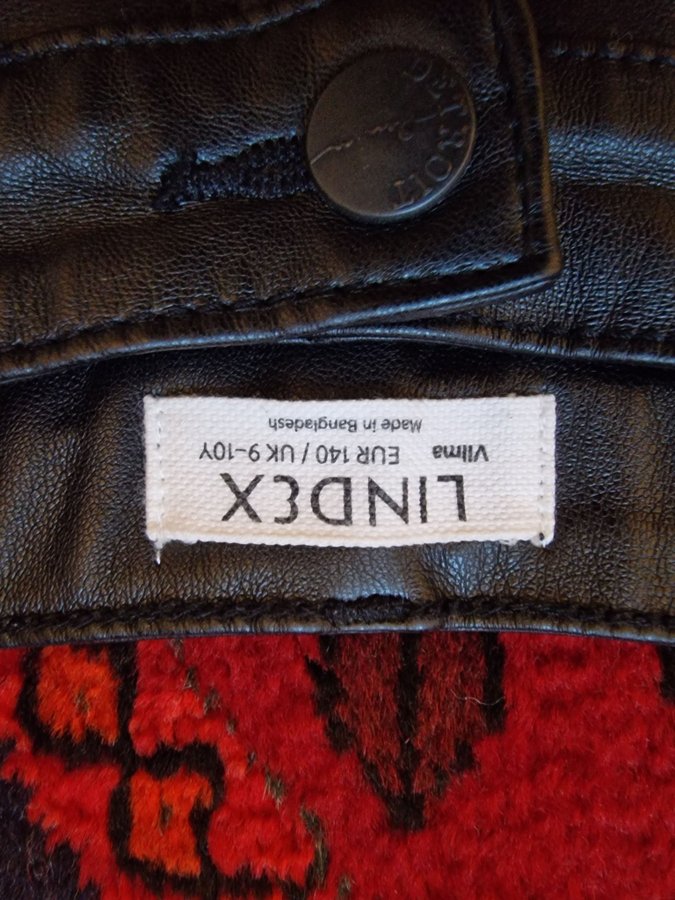 LINDEX
Vilma EUR 140 / UK 9-10Y
Made in Bangladesh
DETROIT